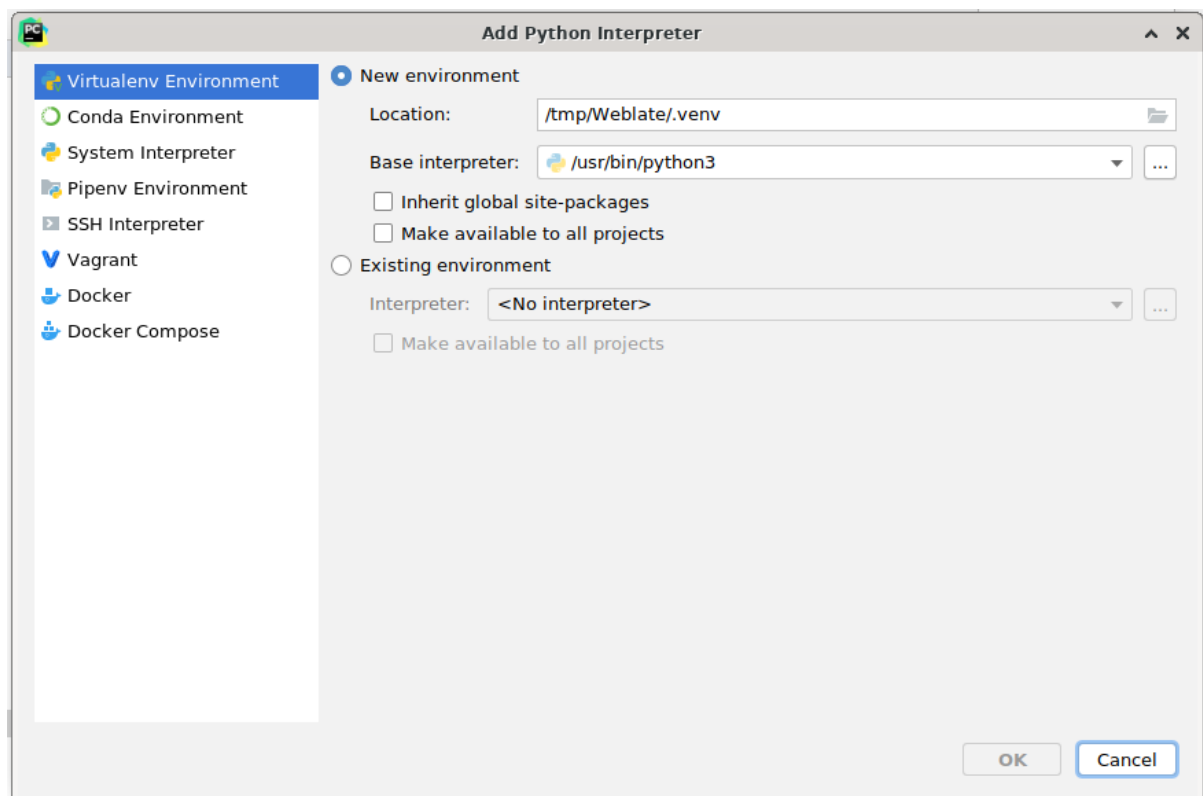 PC
Add Python Interpreter
Virtualenv Environment
Conda Environment
System Interpreter
Pipenv Environment
SSH Interpreter
Vagrant
Docker
Docker Compose
New environment
Location: /tmp/Weblate/.venv
Base interpreter: /usr/bin/python3 ...
Inherit global site-packages
Make available to all projects
Existing environment
Interpreter: <No interpreter> ...
Make available to all projects
OK Cancel